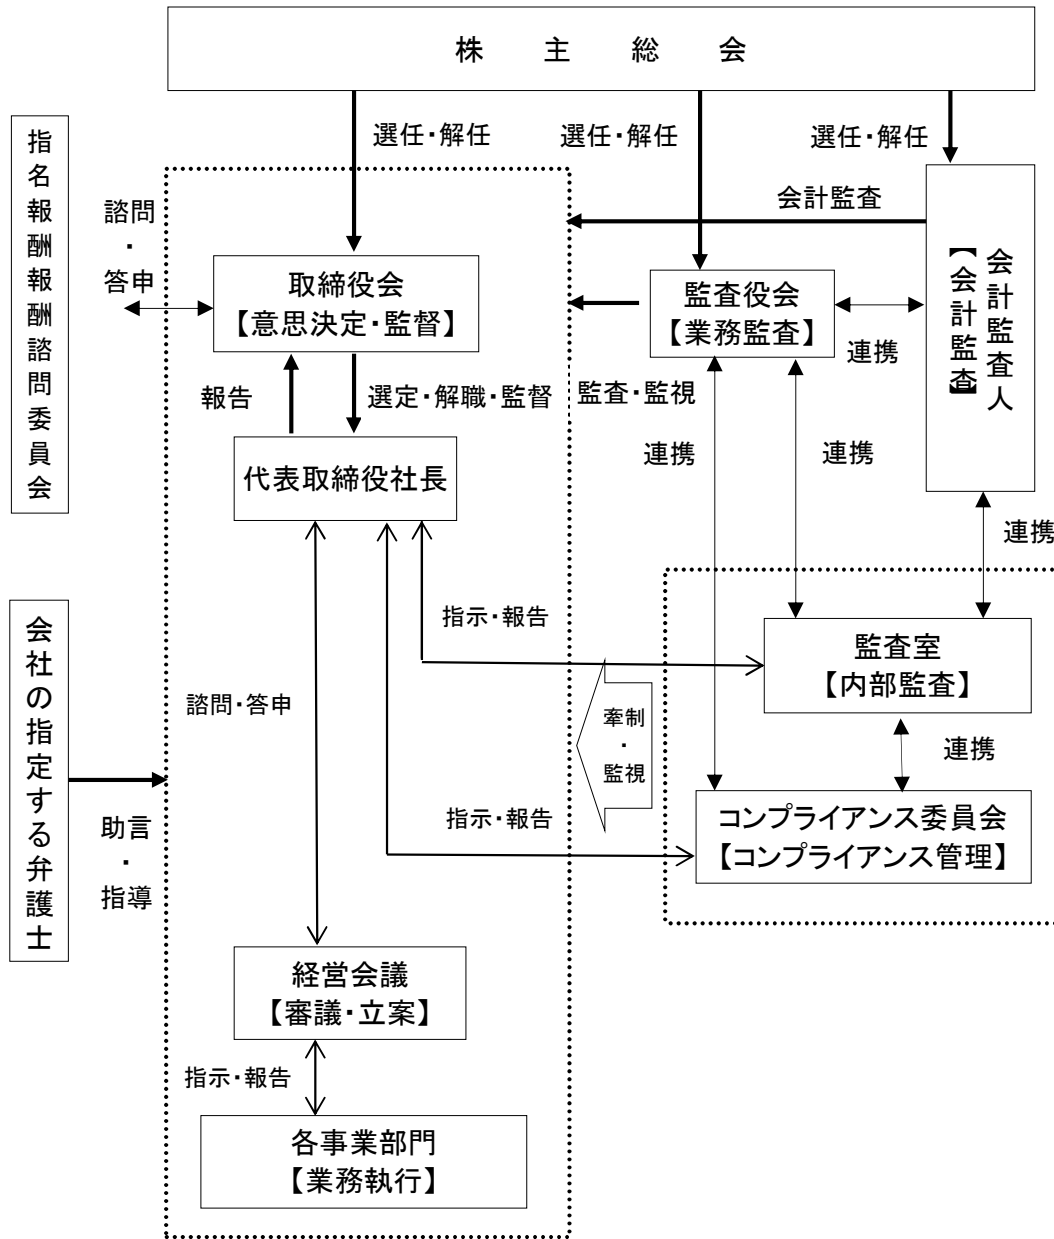 株主総会
選任・解任
選任・解任
選任・解任
指名報酬報酬諮問委員会
諮問
・
答申
会計監査
会計監査人
【会計監査】
取締役会
【意思決定・監督】
監査役会
【業務監査】
連携
報告
選定・解職・監督
監査・監視
代表取締役社長
連携
連携
連携
会社の指定する弁護士
助言
・
指導
指示・報告
監査室
【内部監査】
諮問・答申
牽制
・
監視
連携
指示・報告
コンプライアンス委員会
【コンプライアンス管理】
経営会議
【審議・立案】
指示・報告
各事業部門
【業務執行】